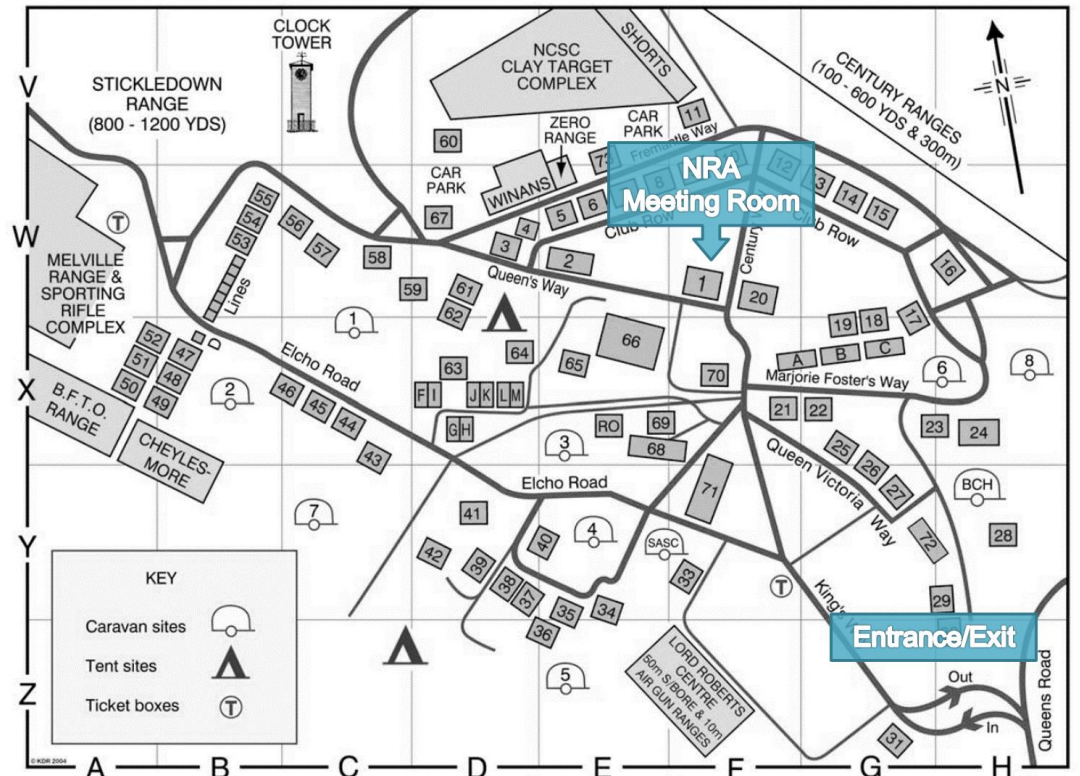 CLOCK
TOWER
STICKLEDOWN
RANGE
(800 - 1200 YDS)
NCSC
CLAY TARGET
COMPLEX
SHORTS
CENTURY RANGES
(100 - 600 YDS & 300m)
N
ZERO
RANGE
CAR
PARK
11
Fremantle Way
60
CAR
PARK
WINANS
67
NRA
Meeting Room
12
13
14
15
Club Row
Club Row
5
6
8
4
3
2
1
20
16
Queen's Way
55
54
53
56
57
58
59
61
62
T
MELVILLE
RANGE &
SPORTING
RIFLE
COMPLEX
Lines
D
1
66
65
64
63
19
18
17
A
B
C
6
8
70
Marjorie Foster's Way
52
51
50
47
48
49
2
Elcho Road
46
45
44
43
F I
J K
L M
G H
B.F.T.O.
RANGE
CHEYLES-
MORE
3
RO
69
68
21
22
23
24
Queen Victoria
Way
25
26
27
BCH
7
Elcho Road
71
41
4
40
42
39
38
37
35
34
36
SASC
33
72
28
29
T
King's
Entrance/Exit
5
LORD ROBERTS
CENTRE
50m S/BORE & 10m
AIR GUN RANGES
Out
In
31
Queens Road
KEY
Caravan sites
Tent sites
Ticket boxes
T
© KDR 2004
V
W
X
Y
Z
A B C D E F G H